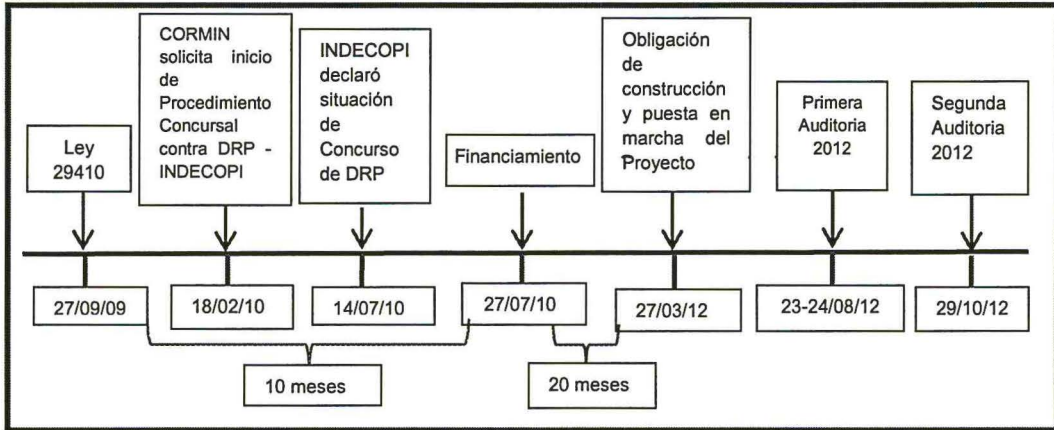 Ley
29410
CORMIN
solicita inicio
de
Procedimiento
Concursal
contra DRP -
INDECOPI
INDECOPI
declaró
situación
de
Concurso
de DRP
Financiamiento
Obligación
de
construcción
y puesta en
marcha del
Proyecto
Primera
Auditoria
2012
Segunda
Auditoria
2012
27/09/09
18/02/10
14/07/10
27/07/10
27/03/12
23-24/08/12
29/10/12
10 meses
20 meses